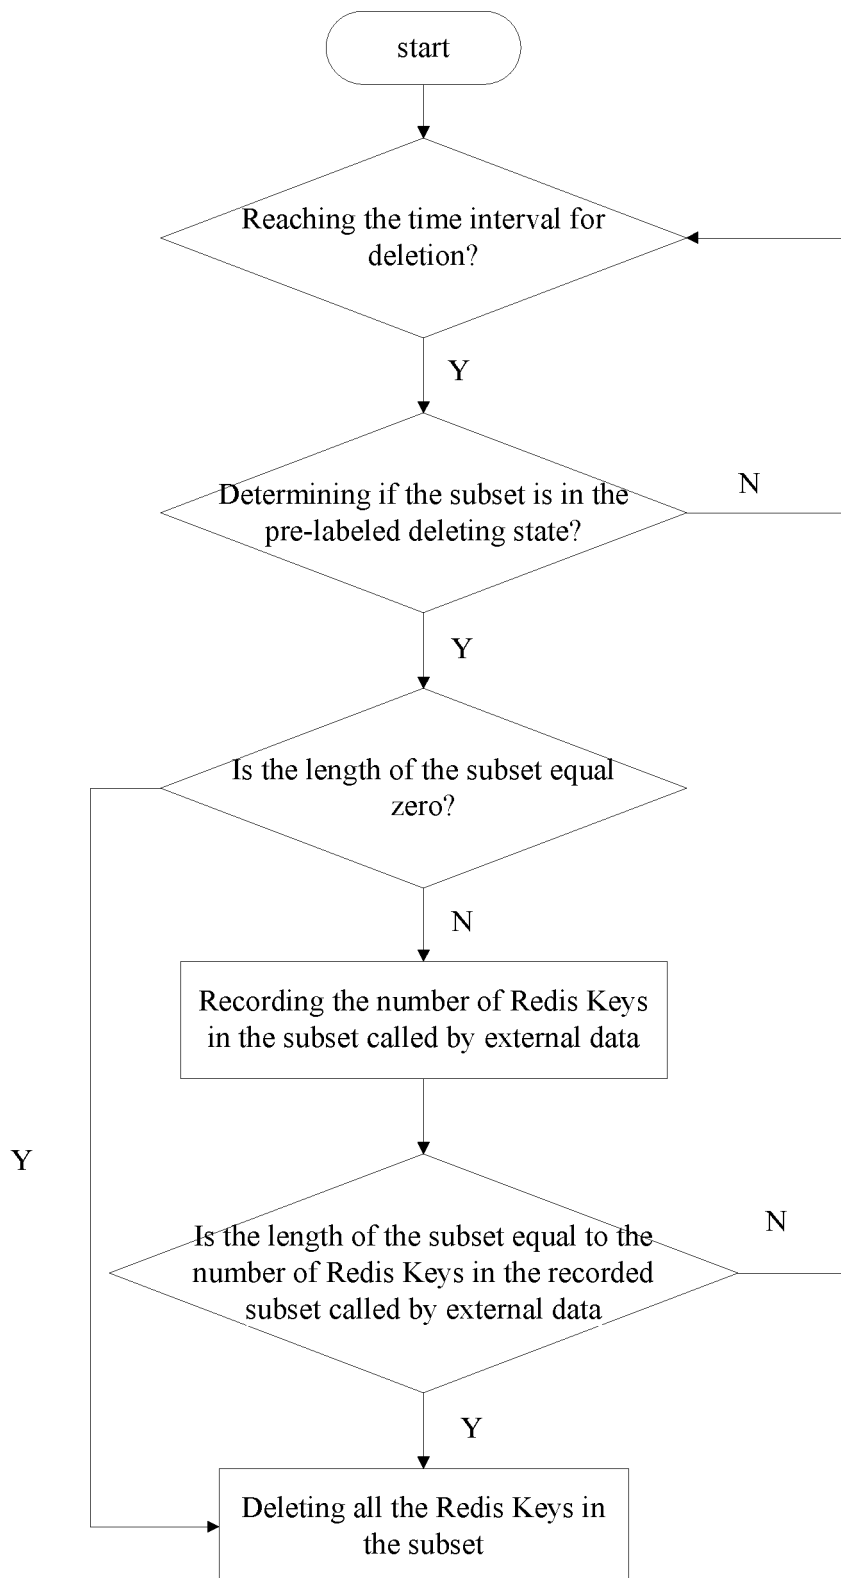 start
Reaching the time interval for
deletion?
Y
Determining if the subset is in the
pre-labeled deleting state?
N
Y
Is the length of the subset equal
zero?
N
Recording the number of Redis Keys
in the subset called by external data
Y
Is the length of the subset equal to the
number of Redis Keys in the recorded
subset called by external data
N
Y
Deleting all the Redis Keys in
the subset